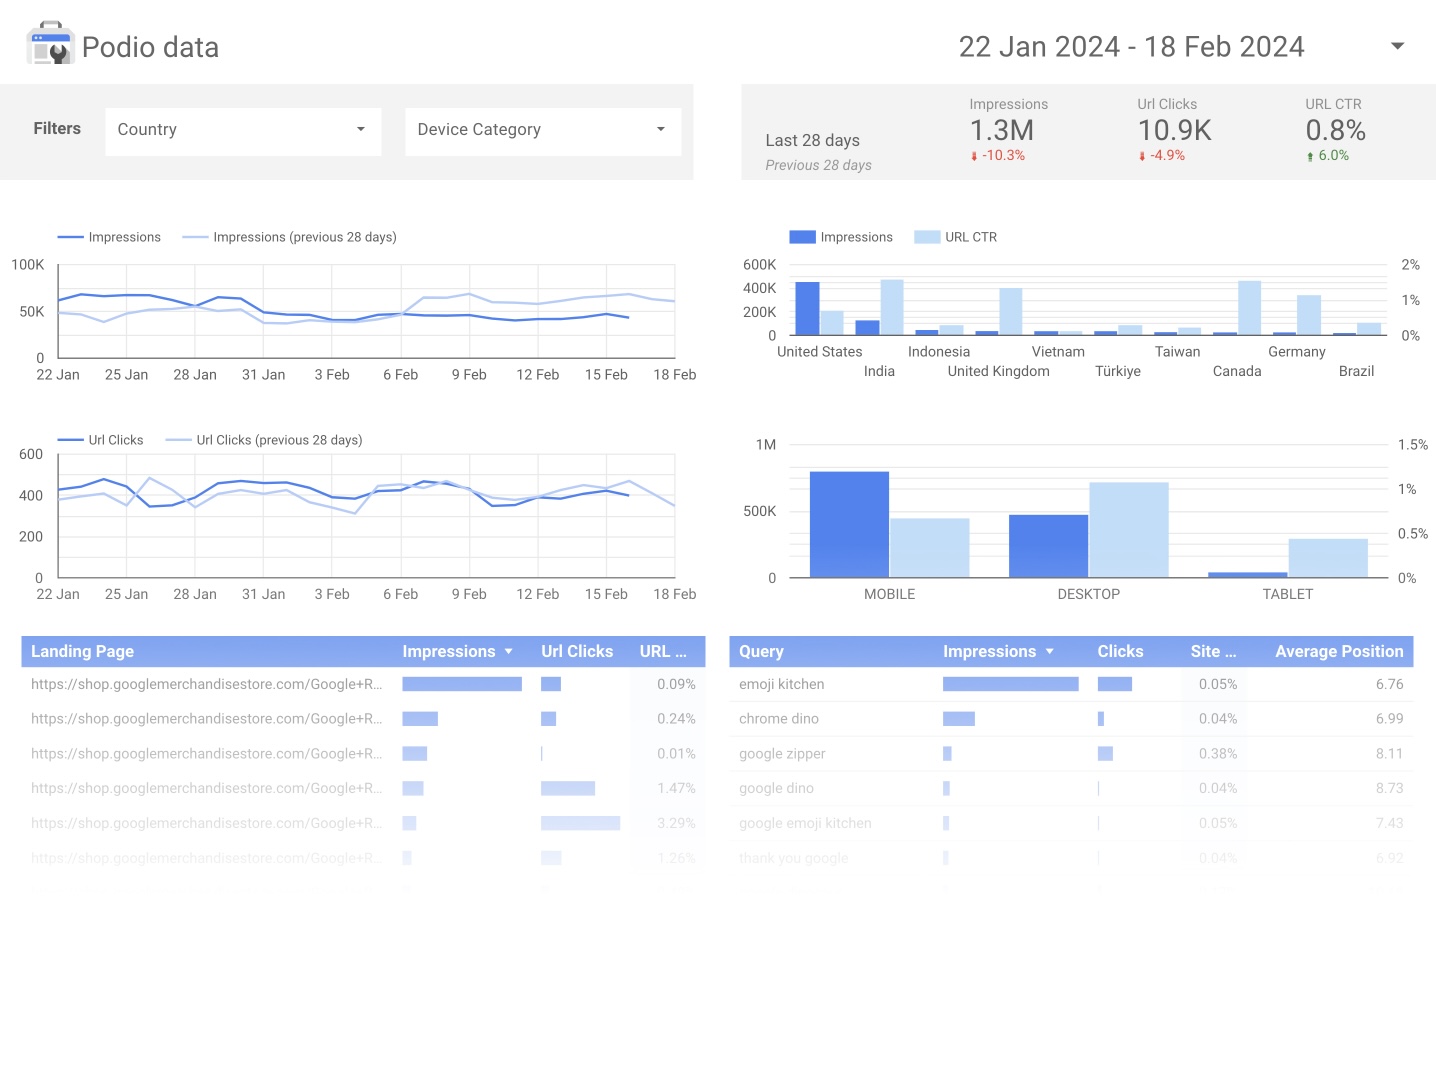 Podio data
22 Jan 2024 - 18 Feb 2024
Filters
Country
Device Category
Last 28 days
Previous 28 days
Impressions
1.3M
-10.3%
Url Clicks
10.9K
-4.9%
URL CTR
0.8%
6.0%
Impressions
Impressions (previous 28 days)
100K
50K
0
22 Jan 25 Jan 28 Jan 31 Jan 3 Feb 6 Feb 9 Feb 12 Feb 15 Feb 18 Feb
Impressions
URL CTR
600K
400K
200K
0
2%
1%
0%
United States Indonesia Vietnam Taiwan Germany
India United Kingdom Türkiye Canada Brazil
Url Clicks
Url Clicks (previous 28 days)
600
400
200
0
22 Jan 25 Jan 28 Jan 31 Jan 3 Feb 6 Feb 9 Feb 12 Feb 15 Feb 18 Feb
1M
500K
0
1.5%
1%
0.5%
0%
MOBILE DESKTOP TABLET
Landing Page Impressions Url Clicks URL ...
https://shop.googlemerchandisestore.com/Google+R... 0.09%
https://shop.googlemerchandisestore.com/Google+R... 0.24%
https://shop.googlemerchandisestore.com/Google+R... 0.01%
https://shop.googlemerchandisestore.com/Google+R... 1.47%
https://shop.googlemerchandisestore.com/Google+R... 3.29%
https://shop.googlemerchandisestore.com/Google+R... 1.26%
Query Impressions Clicks Site ... Average Position
emoji kitchen 0.05% 6.76
chrome dino 0.04% 6.99
google zipper 0.38% 8.11
google dino 0.04% 8.73
google emoji kitchen 0.05% 7.43
thank you google 0.04% 6.92